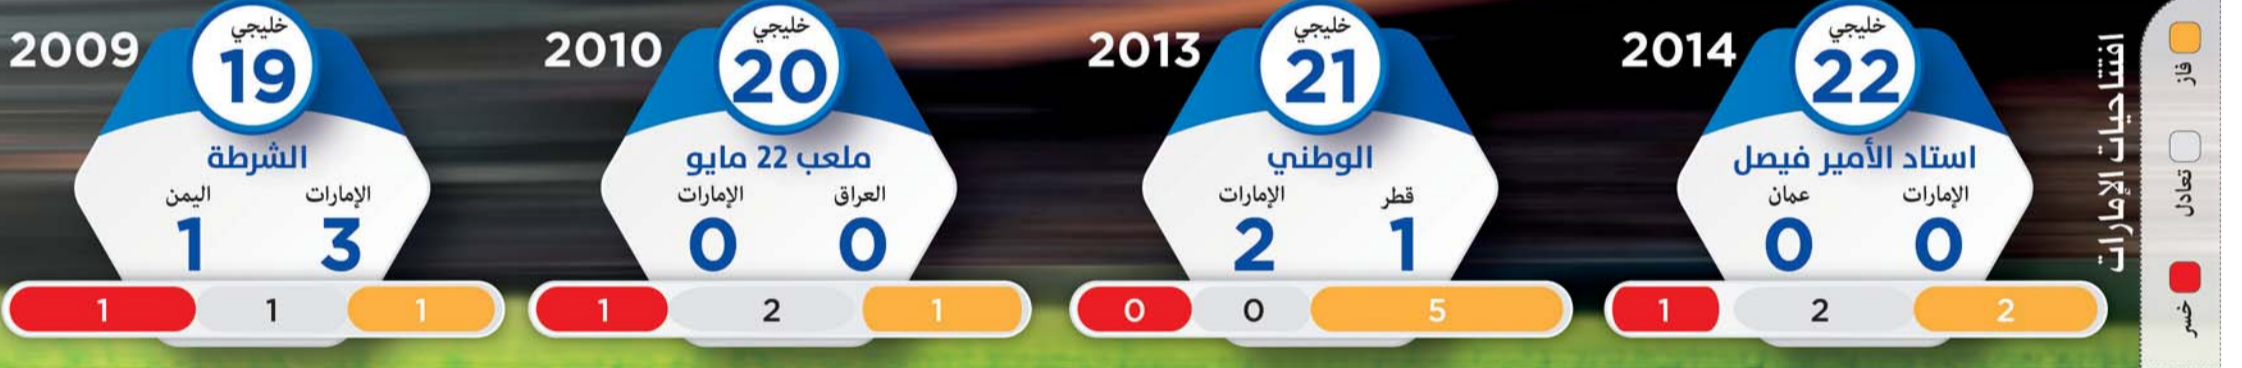 افتتاحيات الإمارات
فاز
تعادل
خسر
2014
خليجي
22
استاد الأمير فيصل
الإمارات عمان
0 0
2 2 1
2013
خليجي
21
الوطني
قطر الإمارات
1 2
5 0 0
2010
خليجي
20
ملعب 22 مايو
العراق الإمارات
0 0
1 2 1
2009
خليجي
19
الشرطة
الإمارات اليمن
3 1
1 1 1